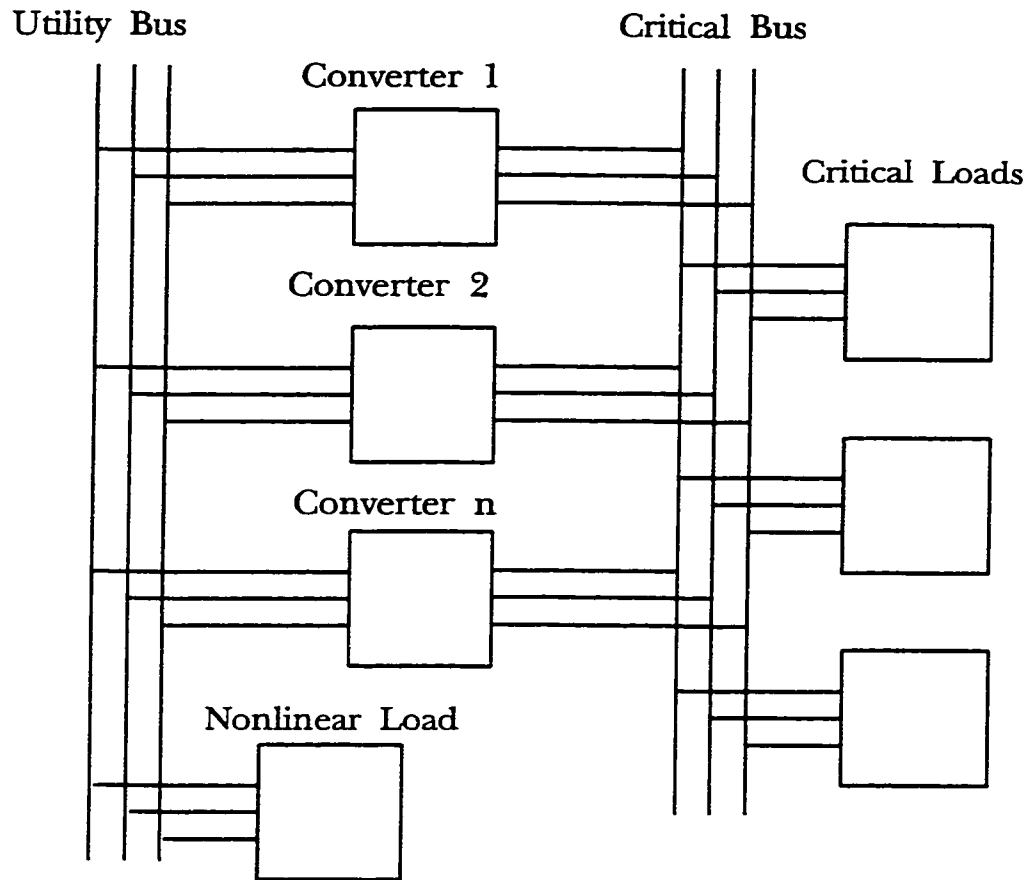 Utility Bus
Critical Bus
Converter 1
Critical Loads
Converter 2
Converter n
Nonlinear Load